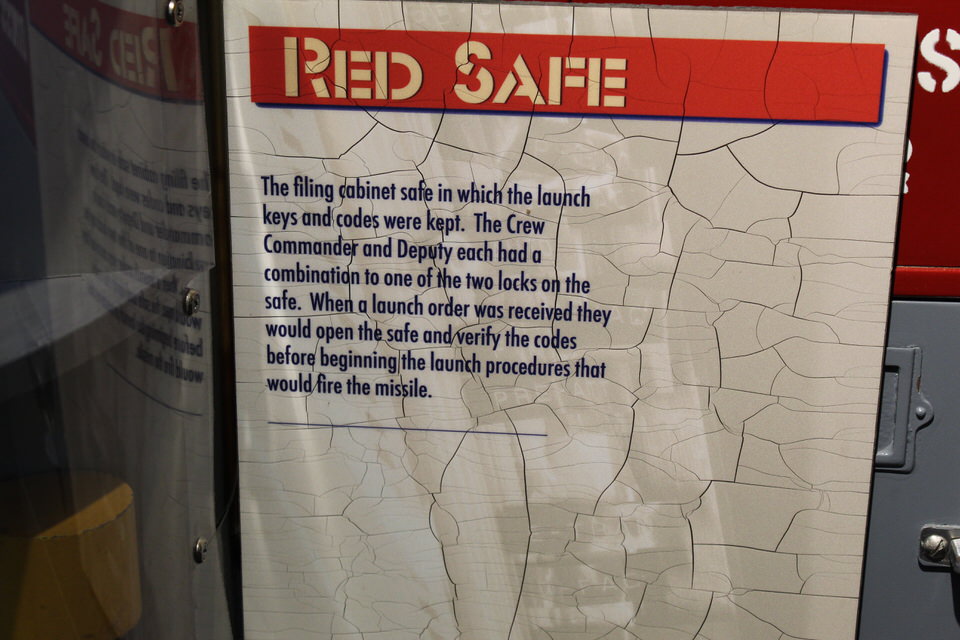 RED SAFE
The filing cabinet safe in which the launch
keys and codes were kept. The Crew
Commander and Deputy each had a
combination to one of the two locks on the
safe. When a launch order was received they
would open the safe and verify the codes
before beginning the launch procedures that
would fire the missile.
S